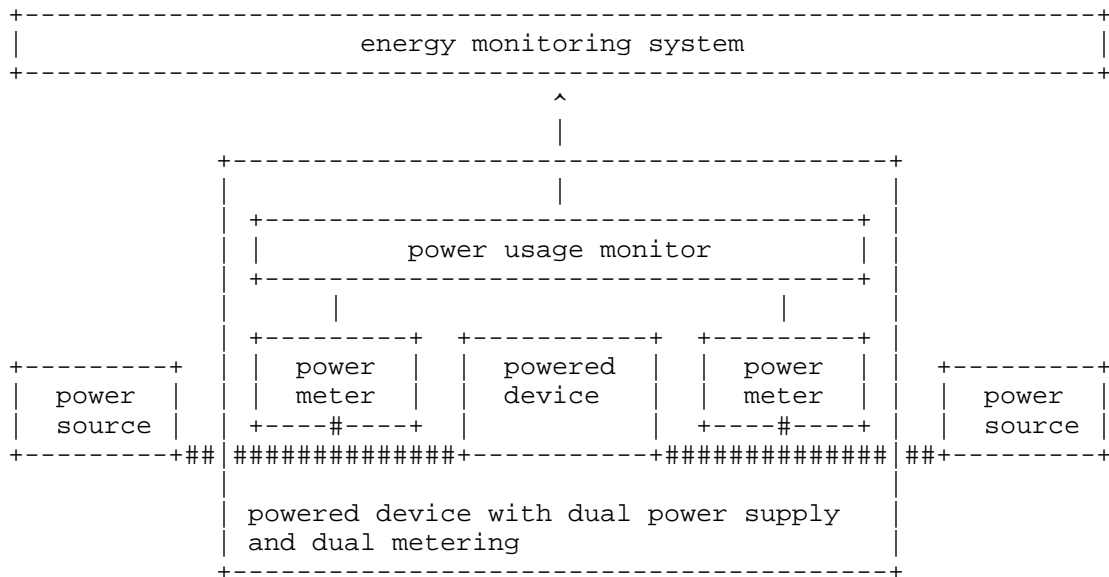 energy monitoring system
power usage monitor
power
meter
powered
device
power
meter
power
source
power
source
powered device with dual power supply
and dual metering